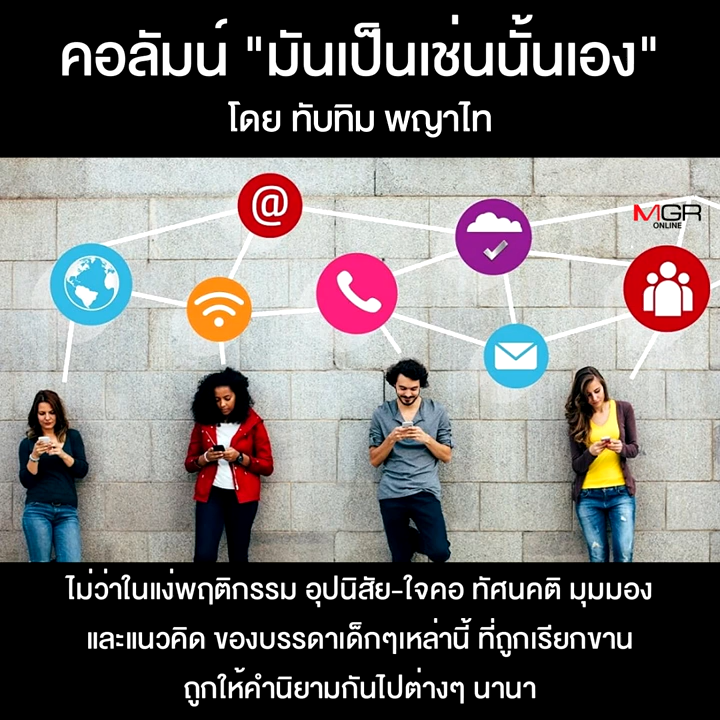 คอลัมน์ "มันเป็นเช่นนั้นเอง"
โดย ทับทิม พญาไท
@
MGR
ONLINE
ไม่ว่าในแง่พฤติกรรม อุปนิสัย-ใจคอ ทัศนคติ มุมมอง
และแนวคิด ของบรรดาเด็กๆเหล่านี้ ที่ถูกเรียกขาน
ถูกให้คำนิยามกันไปต่างๆ นานา